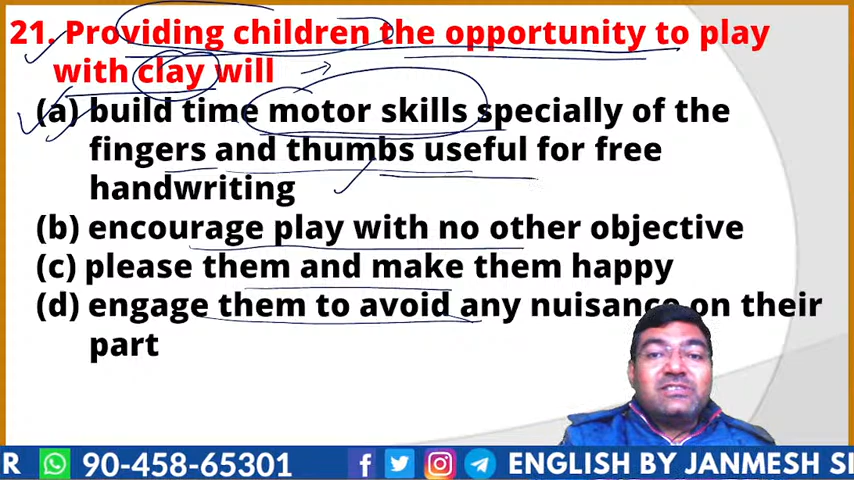 21. Providing children the opportunity to play
with clay will
(a) build time motor skills specially of the
fingers and thumbs useful for free
handwriting
(b) encourage play with no other objective
(c) please them and make them happy
(d) engage them to avoid any nuisance on their
part
R 90-458-65301 ENGLISH BY JANMESH SI